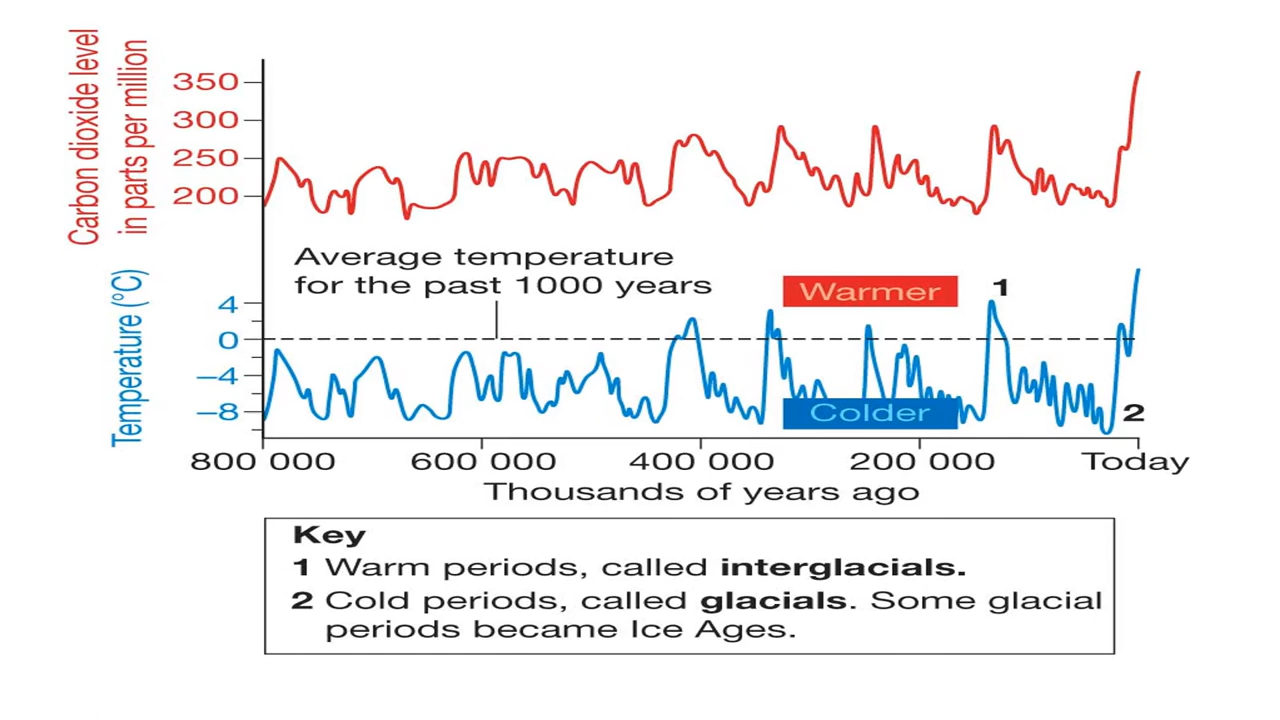 Carbon dioxide level
in parts per million
350
300
250
200
Average temperature
for the past 1000 years
Warmer
1
Temperature (°C)
4
0
−4
−8
Colder
2
800 000
600 000
400 000
200 000
Today
Thousands of years ago
Key
1 Warm periods, called interglacials.
2 Cold periods, called glacials. Some glacial
periods became Ice Ages.